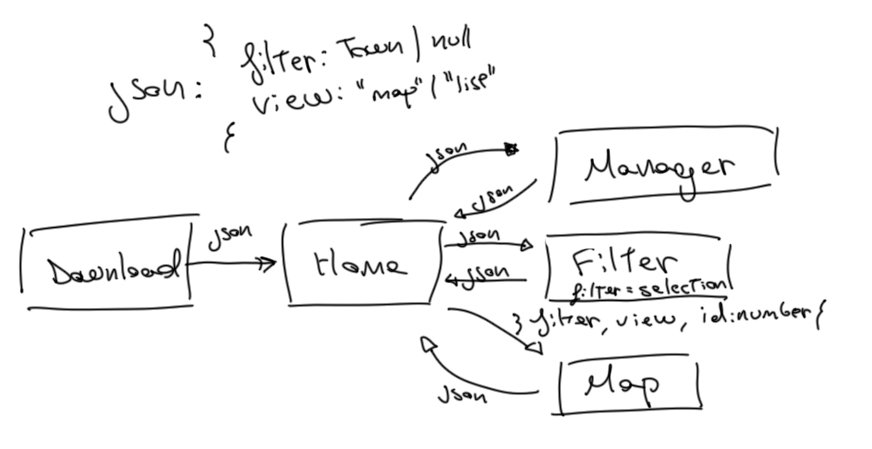 }
filter: Town | null
json:
view: "map" / "list"
{
json
Manager
json
json
json
Download
Home
Filter
json
filter = selection
} filter, view, id:number {
Map
json